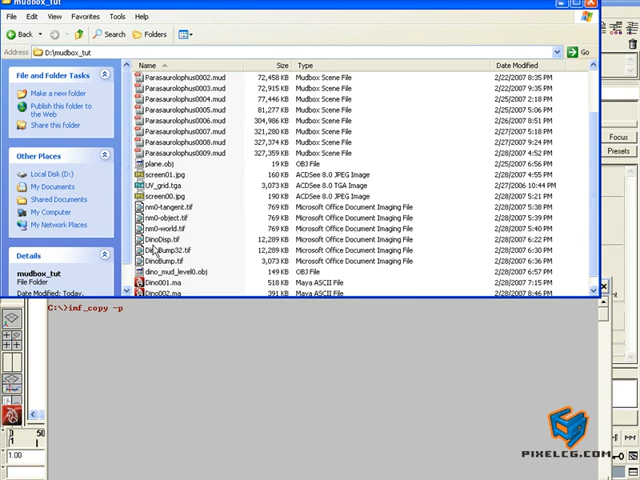 mudbox_tut
File Edit View Favorites Tools Help
Back Search Folders
Address D:\mudbox_tut Go
File and Folder Tasks
Make a new folder
Publish this folder to
the Web
Share this folder
Other Places
Local Disk (D:)
My Documents
Shared Documents
My Computer
My Network Places
Details
mudbox_tut
File Folder
Date Modified: Today,
Name Size Type Date Modified
Parasaurolophus0002.mud 72,458 KB Mudbox Scene File 2/22/2007 8:35 PM
Parasaurolophus0003.mud 72,915 KB Mudbox Scene File 2/22/2007 9:35 PM
Parasaurolophus0004.mud 77,446 KB Mudbox Scene File 2/25/2007 5:06 PM
Parasaurolophus0005.mud 81,277 KB Mudbox Scene File 2/25/2007 6:06 PM
Parasaurolophus0006.mud 304,986 KB Mudbox Scene File 2/26/2007 8:51 PM
Parasaurolophus0007.mud 321,280 KB Mudbox Scene File 2/27/2007 5:18 PM
Parasaurolophus0008.mud 327,374 KB Mudbox Scene File 2/27/2007 9:24 PM
Parasaurolophus0009.mud 327,359 KB Mudbox Scene File 2/28/2007 4:52 PM
plane.obj 19 KB OBJ File 2/25/2007 6:56 PM
screen01.jpg 160 KB ACDSee 8.0 JPEG Image 2/28/2007 5:39 PM
UV_grid.tga 3,073 KB ACDSee 8.0 TGA Image 2/27/2006 10:44 PM
screen00.jpg 190 KB ACDSee 8.0 JPEG Image 2/28/2007 5:21 PM
nm0-tangent.tif 769 KB Microsoft Office Document Imaging File 2/28/2007 5:38 PM
nm0-object.tif 769 KB Microsoft Office Document Imaging File 2/28/2007 5:39 PM
nm0-world.tif 769 KB Microsoft Office Document Imaging File 2/28/2007 5:40 PM
DinoDisp.tif 12,289 KB Microsoft Office Document Imaging File 2/28/2007 6:22 PM
DinoBump32.tif 12,289 KB Microsoft Office Document Imaging File 2/28/2007 6:30 PM
DinoBump.tif 3,073 KB Microsoft Office Document Imaging File 2/28/2007 6:36 PM
dino_mud_level0.obj 149 KB OBJ File 2/28/2007 6:57 PM
Dino001.ma 518 KB Maya ASCII File 2/28/2007 7:15 PM
Dino002.ma 391 KB Maya ASCII File 2/28/2007 8:46 PM
C:\>imf_copy -p
Focus
Presets
50
1
1.00
PIXELCG.COM